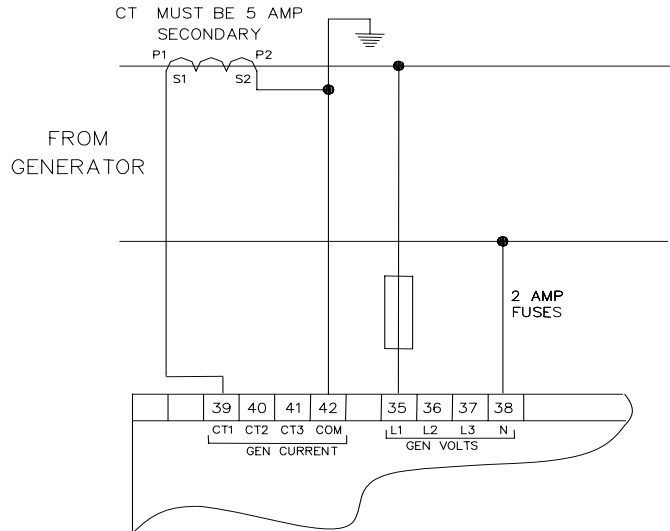 CT MUST BE 5 AMP
SECONDARY
P1 P2
S1 S2
FROM
GENERATOR
2 AMP
FUSES
39 40 41 42 35 36 37 38
CT1 CT2 CT3 COM L1 L2 L3 N
GEN CURRENT GEN VOLTS